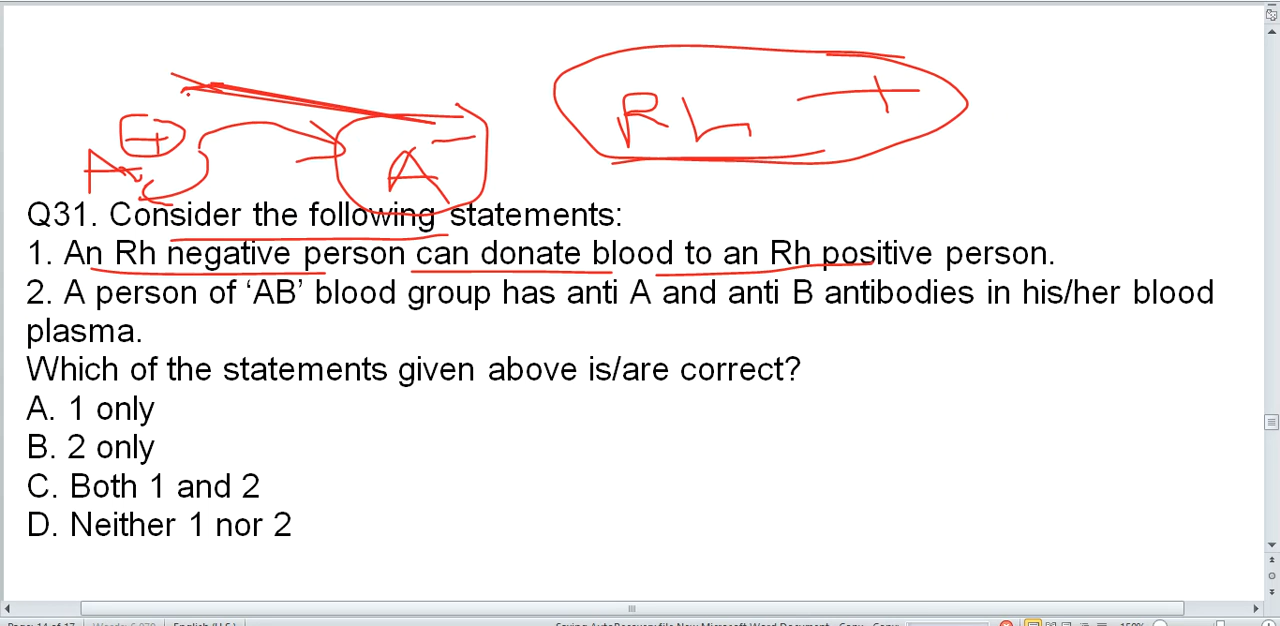 Rh +
A+ A-
Q31. Consider the following statements:
1. An Rh negative person can donate blood to an Rh positive person.
2. A person of ‘AB’ blood group has anti A and anti B antibodies in his/her blood
plasma.
Which of the statements given above is/are correct?
A. 1 only
B. 2 only
C. Both 1 and 2
D. Neither 1 nor 2